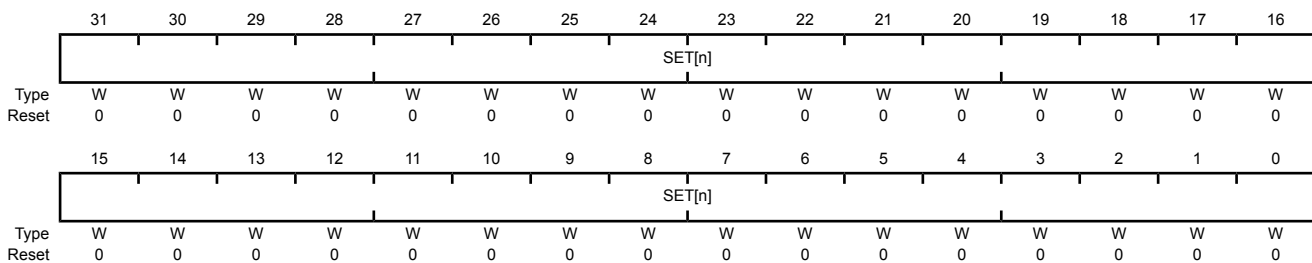 31 30 29 28 27 26 25 24 23 22 21 20 19 18 17 16
SET[n]
Type W W W W W W W W W W W W W W W W
Reset 0 0 0 0 0 0 0 0 0 0 0 0 0 0 0 0
15 14 13 12 11 10 9 8 7 6 5 4 3 2 1 0
SET[n]
Type W W W W W W W W W W W W W W W W
Reset 0 0 0 0 0 0 0 0 0 0 0 0 0 0 0 0